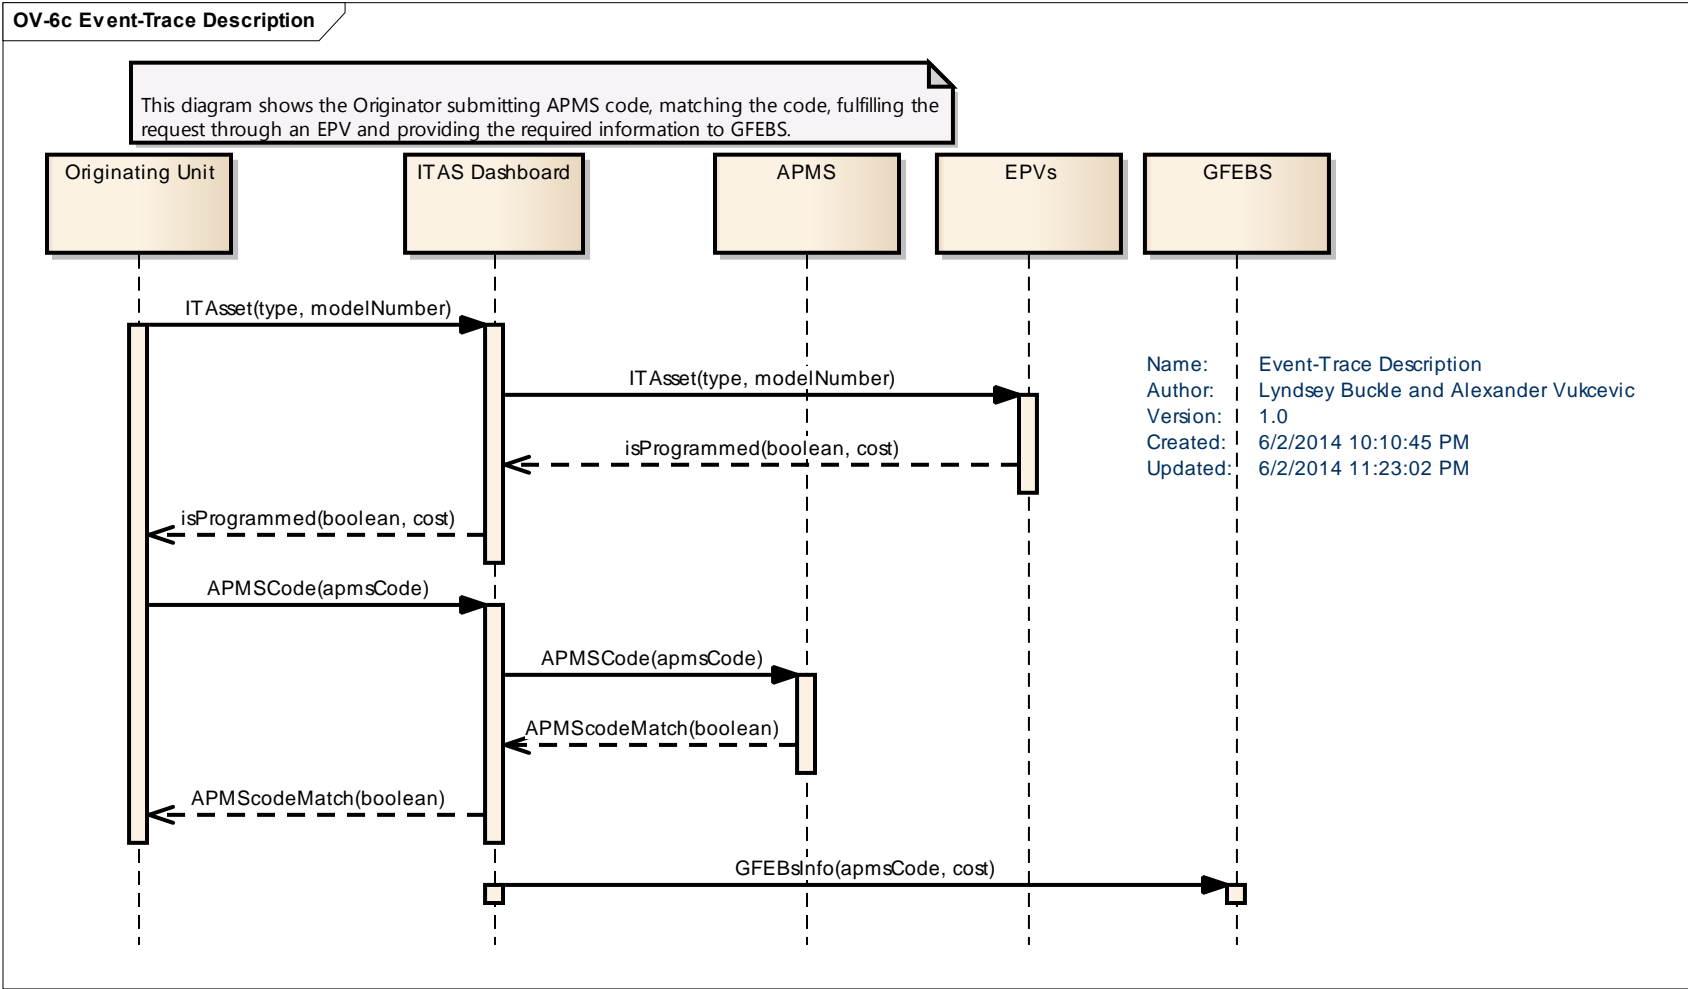 OV-6c Event-Trace Description
This diagram shows the Originator submitting APMS code, matching the code, fulfilling the
request through an EPV and providing the required information to GFEBS.
Originating Unit
ITAS Dashboard
APMS
EPVs
GFEBS
ITAsset(type, modelNumber)
ITAsset(type, modelNumber)
isProgrammed(boolean, cost)
isProgrammed(boolean, cost)
APMSCode(apmsCode)
APMSCode(apmsCode)
APMScodeMatch(boolean)
APMScodeMatch(boolean)
GFEBsInfo(apmsCode, cost)
Name: Event-Trace Description
Author: Lyndsey Buckle and Alexander Vukcevic
Version: 1.0
Created: 6/2/2014 10:10:45 PM
Updated: 6/2/2014 11:23:02 PM